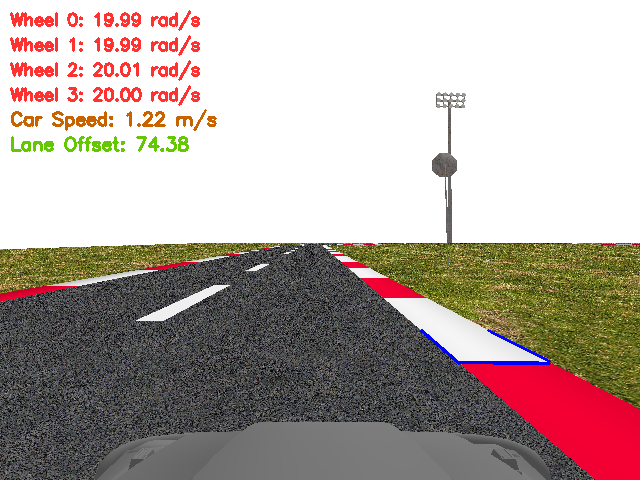 Wheel 0: 19.99 rad/s
Wheel 1: 19.99 rad/s
Wheel 2: 20.01 rad/s
Wheel 3: 20.00 rad/s
Car Speed: 1.22 m/s
Lane Offset: 74.38